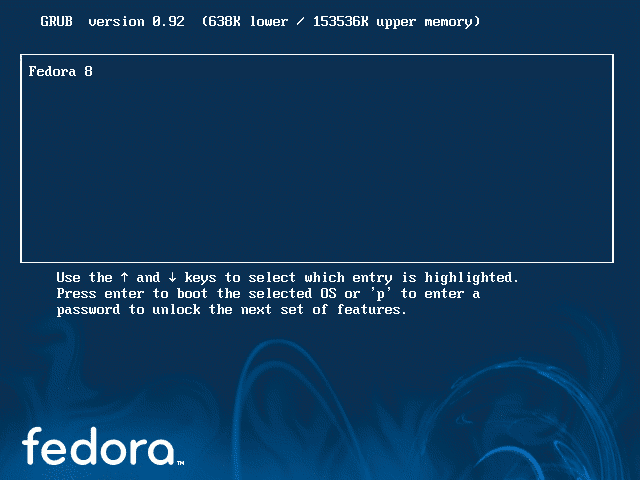 GRUB  version 0.92  (638K lower / 153536K upper memory)
Fedora 8
Use the ↑ and ↓ keys to select which entry is highlighted.
Press enter to boot the selected OS or 'p' to enter a
password to unlock the next set of features.
fedora™